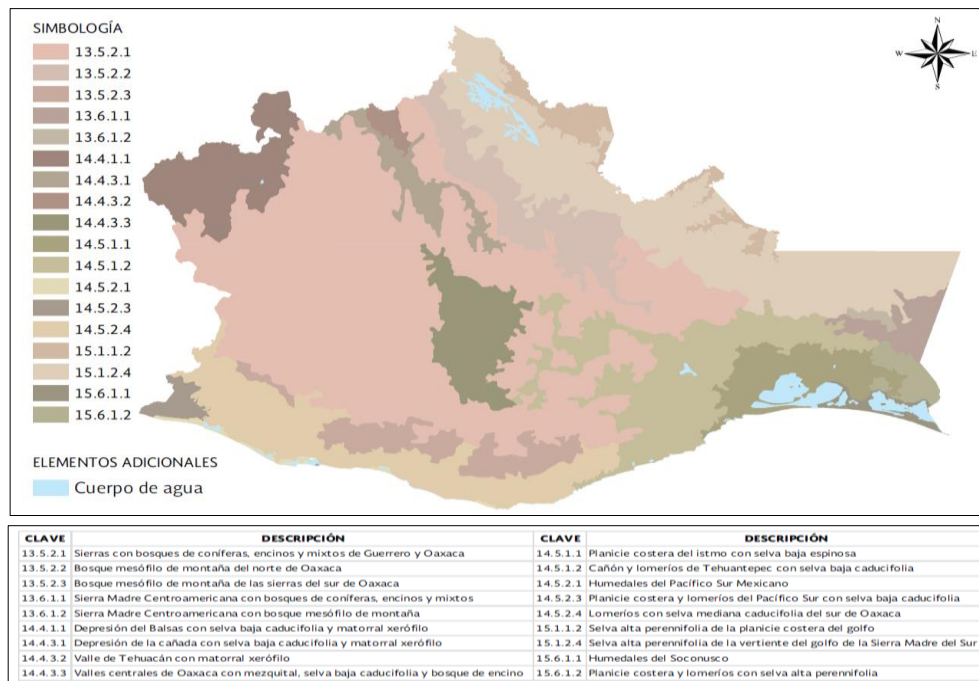 SIMBOLOGÍA
13.5.2.1
13.5.2.2
13.5.2.3
13.6.1.1
13.6.1.2
14.4.1.1
14.4.3.1
14.4.3.2
14.4.3.3
14.5.1.1
14.5.1.2
14.5.2.1
14.5.2.3
14.5.2.4
15.1.1.2
15.1.2.4
15.6.1.1
15.6.1.2
ELEMENTOS ADICIONALES
Cuerpo de agua
N
W E
S
CLAVE DESCRIPCIÓN
13.5.2.1 Sierras con bosques de coníferas, encinos y mixtos de Guerrero y Oaxaca
13.5.2.2 Bosque mesófilo de montaña del norte de Oaxaca
13.5.2.3 Bosque mesófilo de montaña de las sierras del sur de Oaxaca
13.6.1.1 Sierra Madre Centroamericana con bosques de coníferas, encinos y mixtos
13.6.1.2 Sierra Madre Centroamericana con bosque mesófilo de montaña
14.4.1.1 Depresión del Balsas con selva baja caducifolia y matorral xerófilo
14.4.3.1 Depresión de la cañada con selva baja caducifolia y matorral xerófilo
14.4.3.2 Valle de Tehuacán con matorral xerófilo
14.4.3.3 Valles centrales de Oaxaca con mezquital, selva baja caducifolia y bosque de encino
CLAVE DESCRIPCIÓN
14.5.1.1 Planicie costera del istmo con selva baja espinosa
14.5.1.2 Cañón y lomeríos de Tehuantepec con selva baja caducifolia
14.5.2.1 Humedales del Pacífico Sur Mexicano
14.5.2.3 Planicie costera y lomeríos del Pacífico Sur con selva baja caducifolia
14.5.2.4 Lomeríos con selva mediana caducifolia del sur de Oaxaca
15.1.1.2 Selva alta perennifolia de la planicie costera del golfo
15.1.2.4 Selva alta perennifolia de la vertiente del golfo de la Sierra Madre del Sur
15.6.1.1 Humedales del Soconusco
15.6.1.2 Planicie costera y lomeríos con selva alta perennifolia